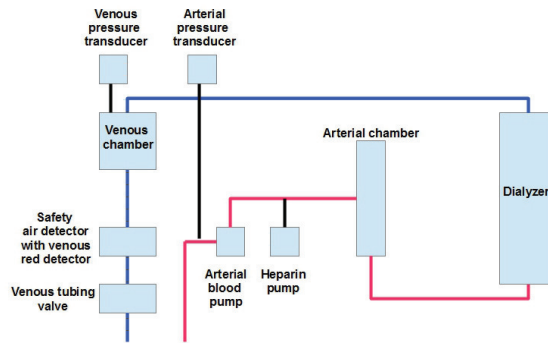 Venous
pressure
transducer
Arterial
pressure
transducer
Venous
chamber
Arterial chamber
Dialyzer
Safety
air detector
with venous
red detector
Arterial
blood
pump
Heparin
pump
Venous tubing
valve